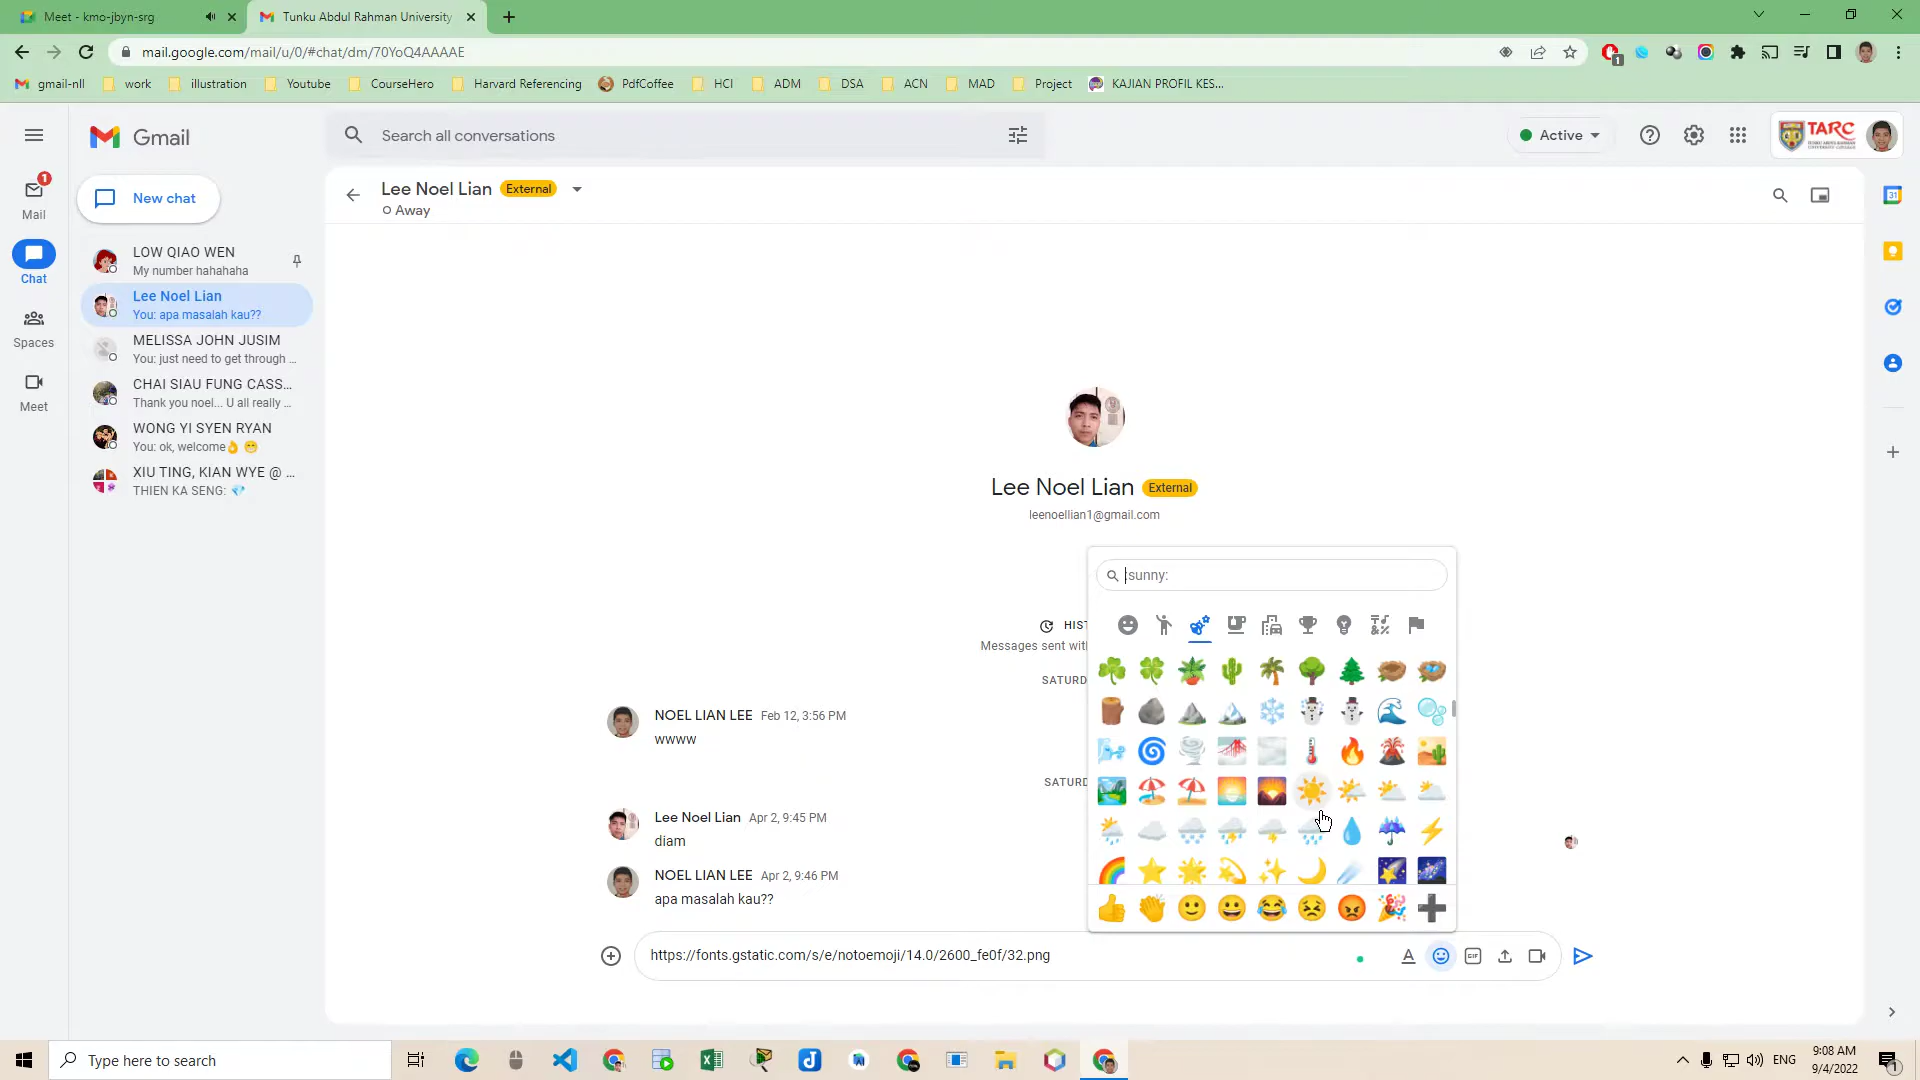 Meet - kmo-jbyn-srg
Tunku Abdul Rahman University
mail.google.com/mail/u/0/#chat/dm/70YoQ4AAAAE
1
gmail-nll
work
illustration
Youtube
CourseHero
Harvard Referencing
PdfCoffee
HCI
ADM
DSA
ACN
MAD
Project
KAJIAN PROFIL KES...
Gmail
Search all conversations
Active
TARC
1
Mail
Chat
Spaces
Meet
New chat
LOW QIAO WEN
My number hahahaha
Lee Noel Lian
You: apa masalah kau??
MELISSA JOHN JUSIM
You: just need to get through ...
CHAI SIAU FUNG CASS...
Thank you noel... U all really ...
WONG YI SYEN RYAN
You: ok, welcome👌 😁
XIU TING, KIAN WYE @ ...
THIEN KA SENG: 💎
Lee Noel Lian External
Away
31
Lee Noel Lian External
leenoellian1@gmail.com
HIST
Messages sent with
SATURD
NOEL LIAN LEE Feb 12, 3:56 PM
wwww
SATURD
Lee Noel Lian Apr 2, 9:45 PM
diam
NOEL LIAN LEE Apr 2, 9:46 PM
apa masalah kau??
:sunny:
https://fonts.gstatic.com/s/e/notoemoji/14.0/2600_fe0f/32.png
GIF
Type here to search
ENG
9:08 AM
9/4/2022
1